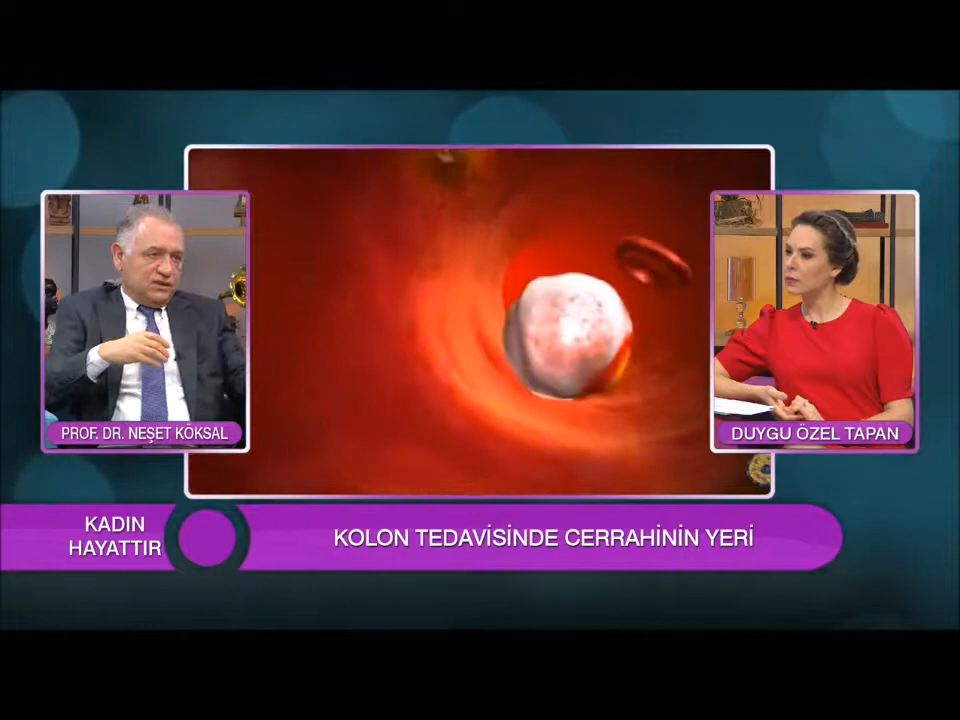 PROF. DR. NEŞET KÖKSAL
DUYGU ÖZEL TAPAN
KADIN
HAYATTIR
KOLON TEDAVİSİNDE CERRAHİNİN YERİ